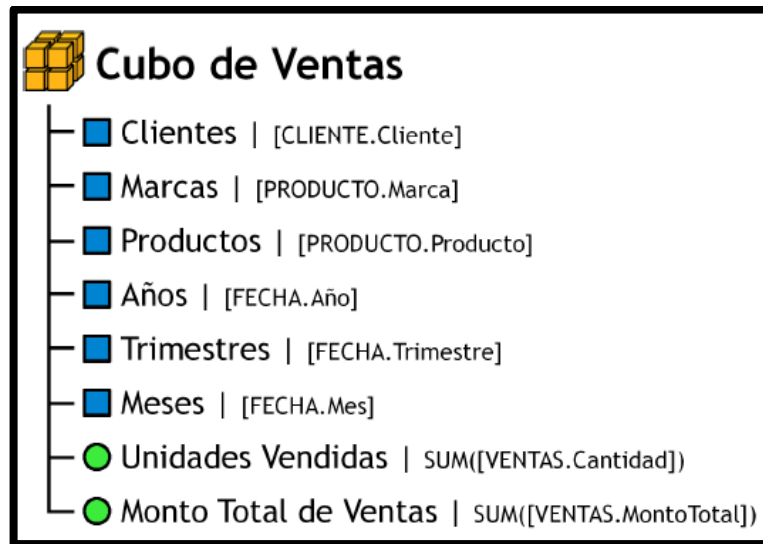 Cubo de Ventas
Clientes | [CLIENTE.Cliente]
Marcas | [PRODUCTO.Marca]
Productos | [PRODUCTO.Producto]
Años | [FECHA.Año]
Trimestres | [FECHA.Trimestre]
Meses | [FECHA.Mes]
Unidades Vendidas | SUM([VENTAS.Cantidad])
Monto Total de Ventas | SUM([VENTAS.MontoTotal])